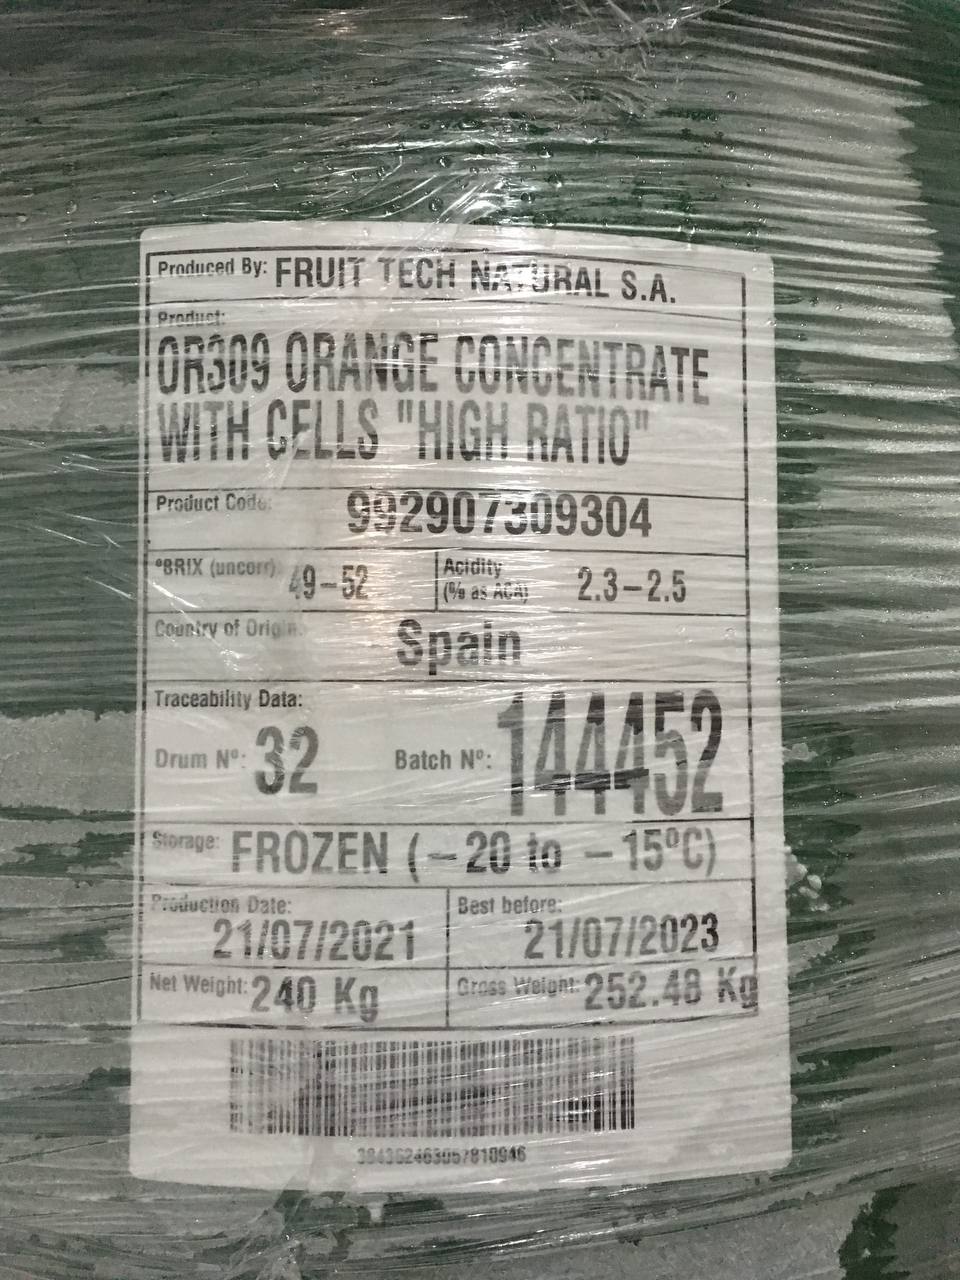 Produced By: FRUIT TECH NATURAL S.A.
Product:
OR309 ORANGE CONCENTRATE
WITH CELLS "HIGH RATIO"
Product Code: 992907309304
°BRIX (uncorr) 49-52 Acidity (% as ACA) 2.3-2.5
Country of Origin: Spain
Traceability Data:
Drum Nº: 32 Batch Nº: 144452
Storage: FROZEN (-20 to -15ºC)
Production Date: 21/07/2021 Best before: 21/07/2023
Net Weight: 240 Kg Gross Weight: 252.48 Kg